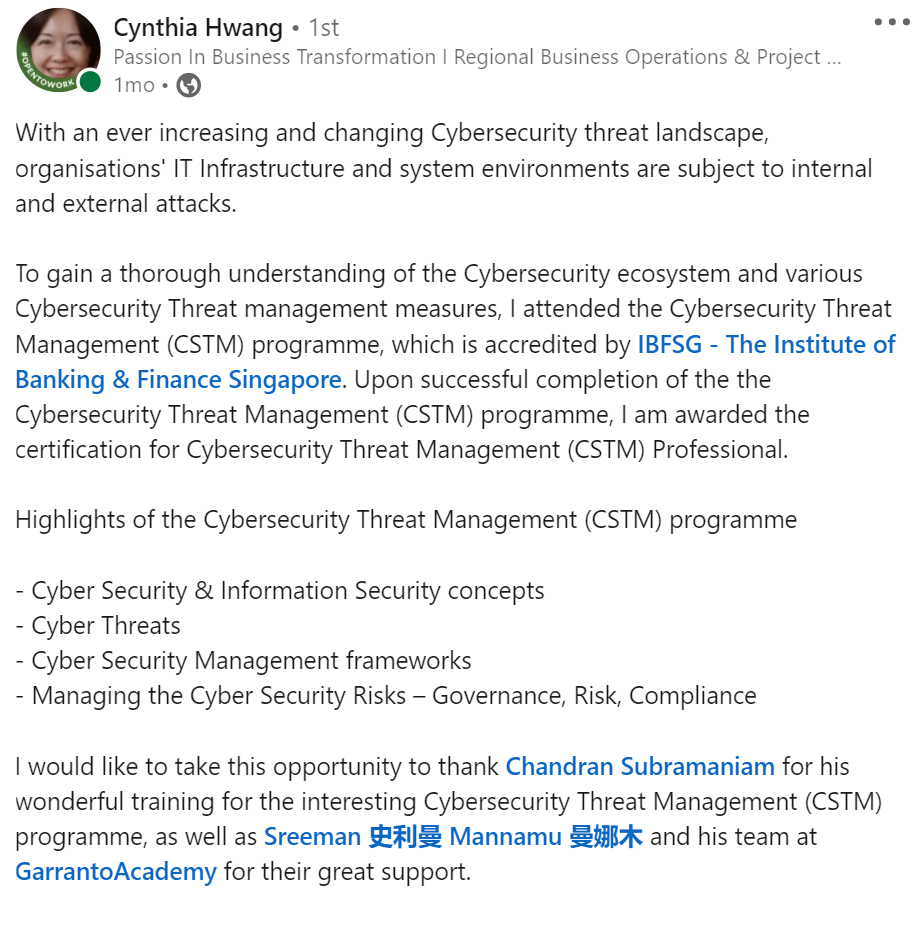 Cynthia Hwang • 1st
Passion In Business Transformation I Regional Business Operations & Project ...
#OPENTOWORK
1mo •
With an ever increasing and changing Cybersecurity threat landscape,
organisations' IT Infrastructure and system environments are subject to internal
and external attacks.
To gain a thorough understanding of the Cybersecurity ecosystem and various
Cybersecurity Threat management measures, I attended the Cybersecurity Threat
Management (CSTM) programme, which is accredited by IBFSG - The Institute of
Banking & Finance Singapore. Upon successful completion of the the
Cybersecurity Threat Management (CSTM) programme, I am awarded the
certification for Cybersecurity Threat Management (CSTM) Professional.
Highlights of the Cybersecurity Threat Management (CSTM) programme
- Cyber Security & Information Security concepts
- Cyber Threats
- Cyber Security Management frameworks
- Managing the Cyber Security Risks – Governance, Risk, Compliance
I would like to take this opportunity to thank Chandran Subramaniam for his
wonderful training for the interesting Cybersecurity Threat Management (CSTM)
programme, as well as Sreeman 史利曼 Mannamu 曼娜木 and his team at
GarrantoAcademy for their great support.